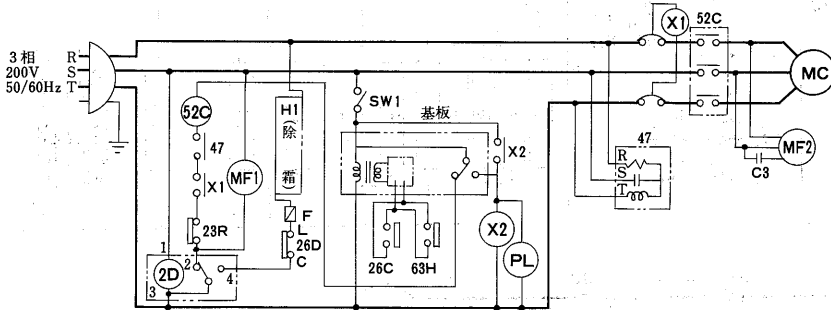 3相
200V
50/60Hz
R
S
T
52C
47
X1
23R
MF1
1
2
3
4
2D
H1
(除霜)
F
L
26D
C
SW1
基板
X2
26C
63H
X2
PL
X1
52C
MC
47
R
S
T
C3
MF2